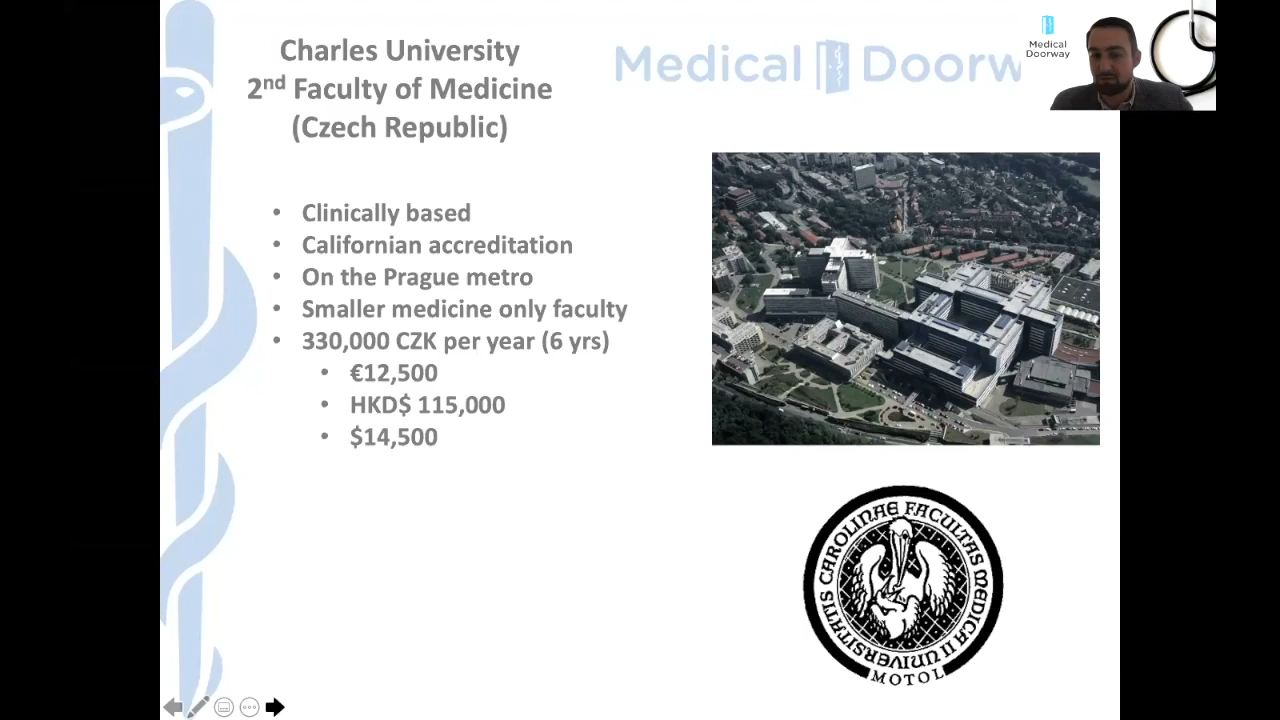 Charles University
2nd Faculty of Medicine
(Czech Republic)
Medical Doorw
Medical
Doorway
• Clinically based
• Californian accreditation
• On the Prague metro
• Smaller medicine only faculty
• 330,000 CZK per year (6 yrs)
• €12,500
• HKD$ 115,000
• $14,500
UNIVERSITATIS CAROLINAE FACULTAS MEDICA II
MOTOL